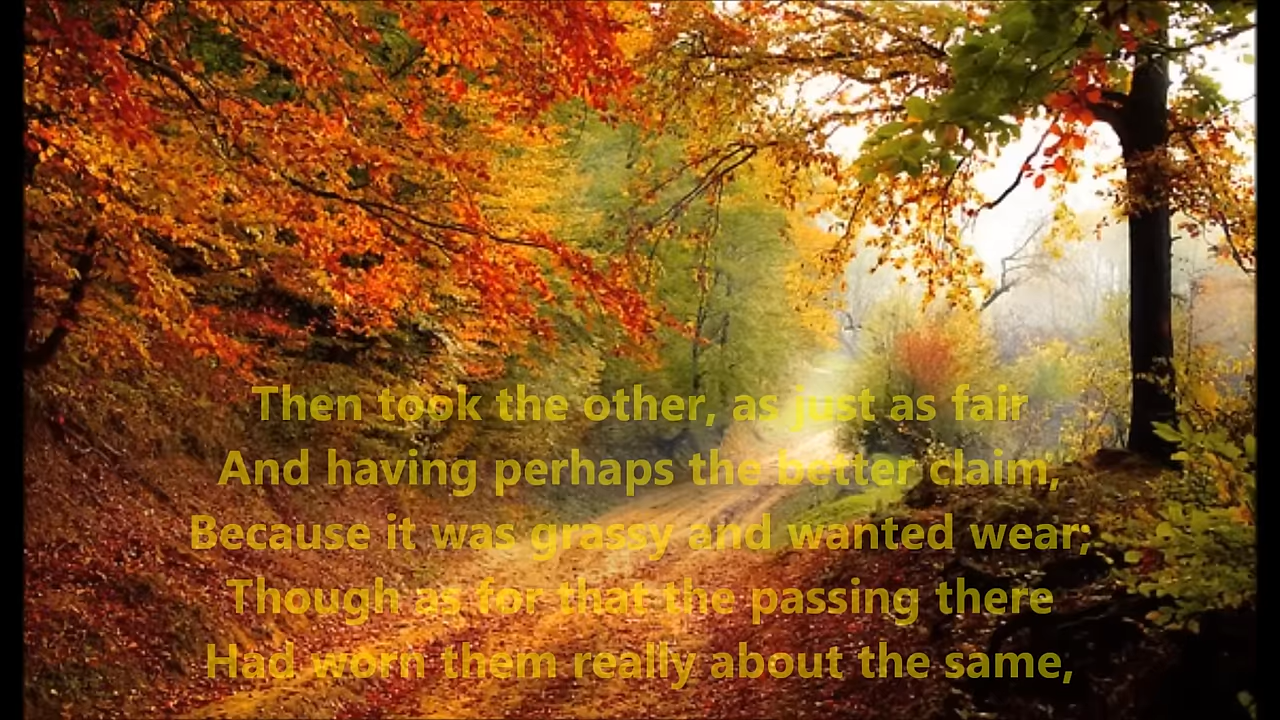 Then took the other, as just as fair
And having perhaps the better claim,
Because it was grassy and wanted wear;
Though as for that the passing there
Had worn them really about the same,